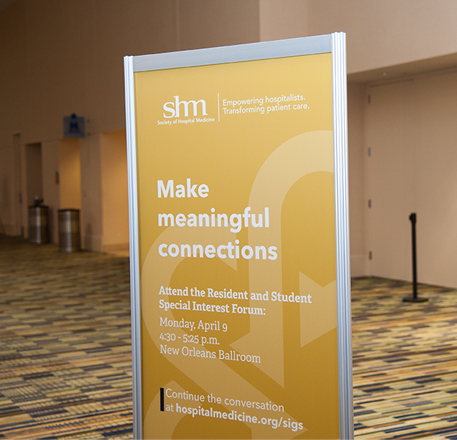 shm
Society of Hospital Medicine
Empowering hospitalists.
Transforming patient care.
Make
meaningful
connections
Attend the Resident and Student
Special Interest Forum:
Monday, April 9
4:30 - 5:25 p.m.
New Orleans Ballroom
Continue the conversation
at hospitalmedicine.org/sigs